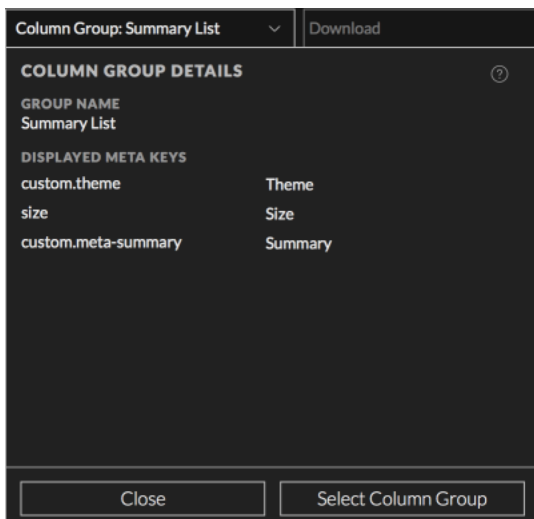 Column Group: Summary List Download
COLUMN GROUP DETAILS
GROUP NAME
Summary List
DISPLAYED META KEYS
custom.theme Theme
size Size
custom.meta-summary Summary
Close Select Column Group